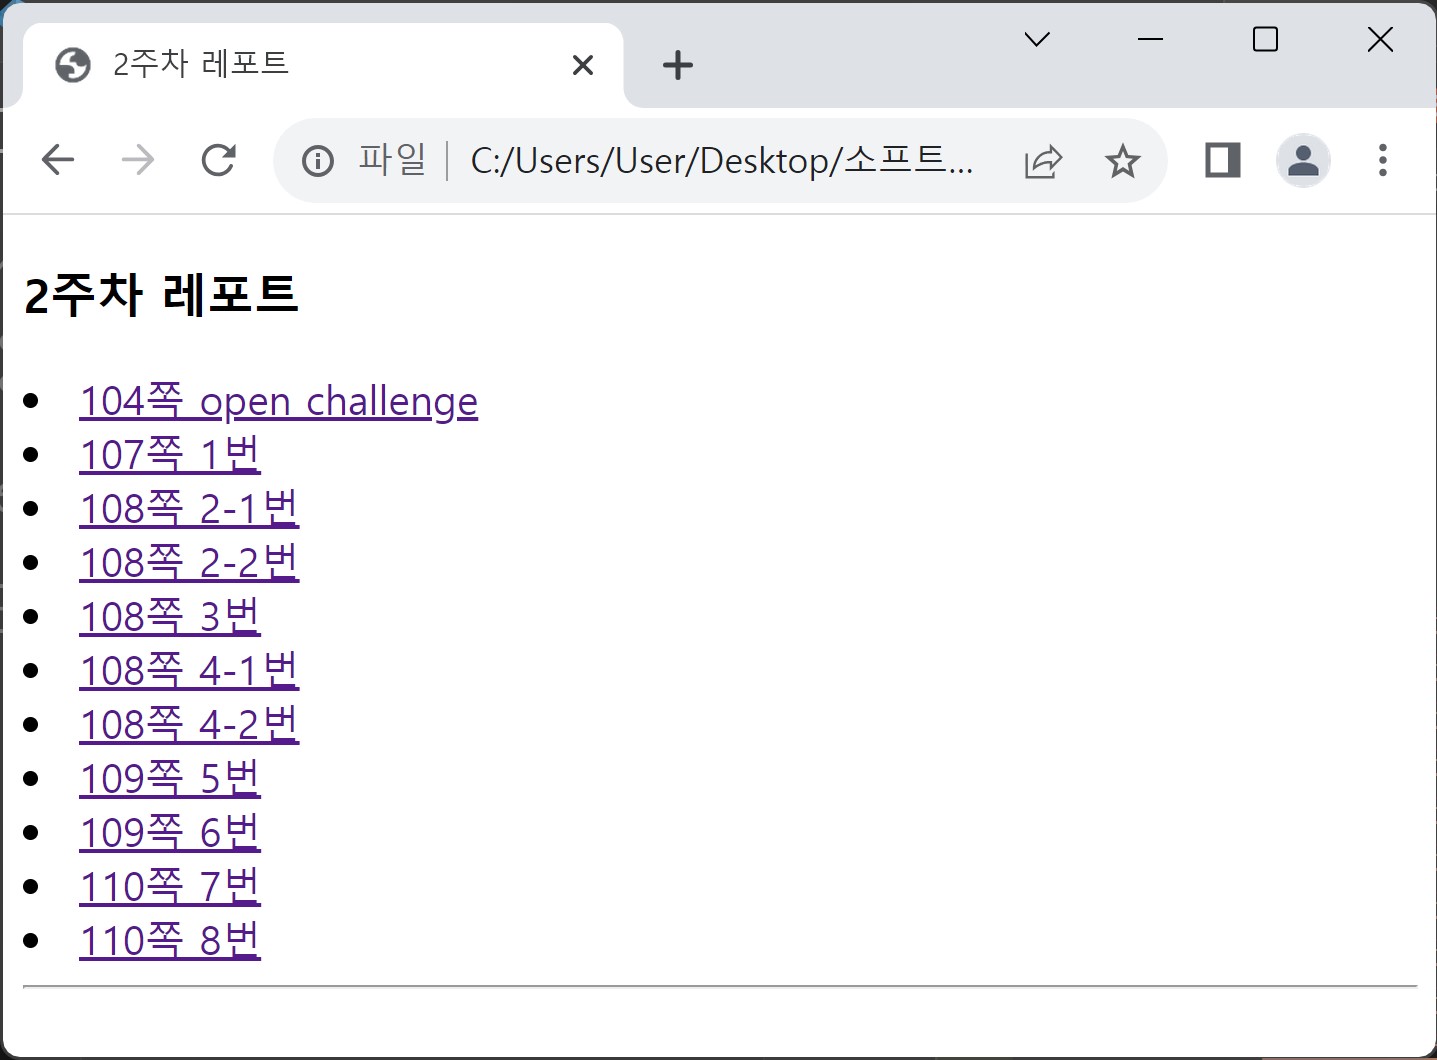 2주차 레포트
파일 C:/Users/User/Desktop/소프트...
2주차 레포트
104쪽 open challenge
107쪽 1번
108쪽 2-1번
108쪽 2-2번
108쪽 3번
108쪽 4-1번
108쪽 4-2번
109쪽 5번
109쪽 6번
110쪽 7번
110쪽 8번